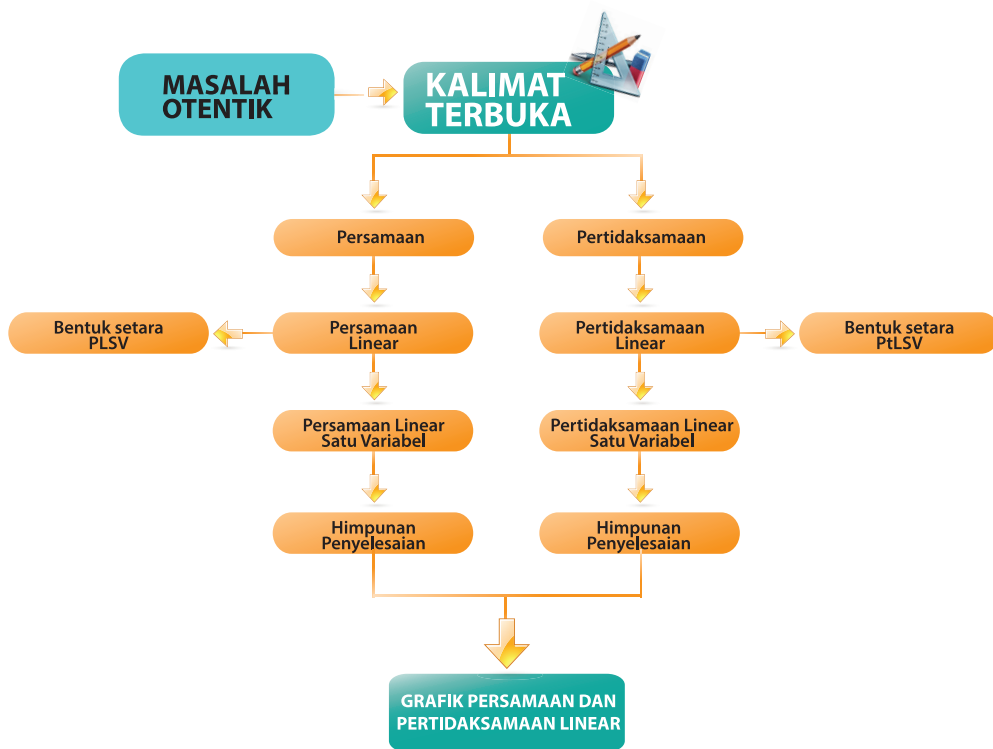 MASALAH
OTENTIK
KALIMAT
TERBUKA
Persamaan
Pertidaksamaan
Bentuk setara
PLSV
Persamaan
Linear
Pertidaksamaan
Linear
Bentuk setara
PtLSV
Persamaan Linear
Satu Variabel
Pertidaksamaan Linear
Satu Variabel
Himpunan
Penyelesaian
Himpunan
Penyelesaian
GRAFIK PERSAMAAN DAN
PERTIDAKSAMAAN LINEAR